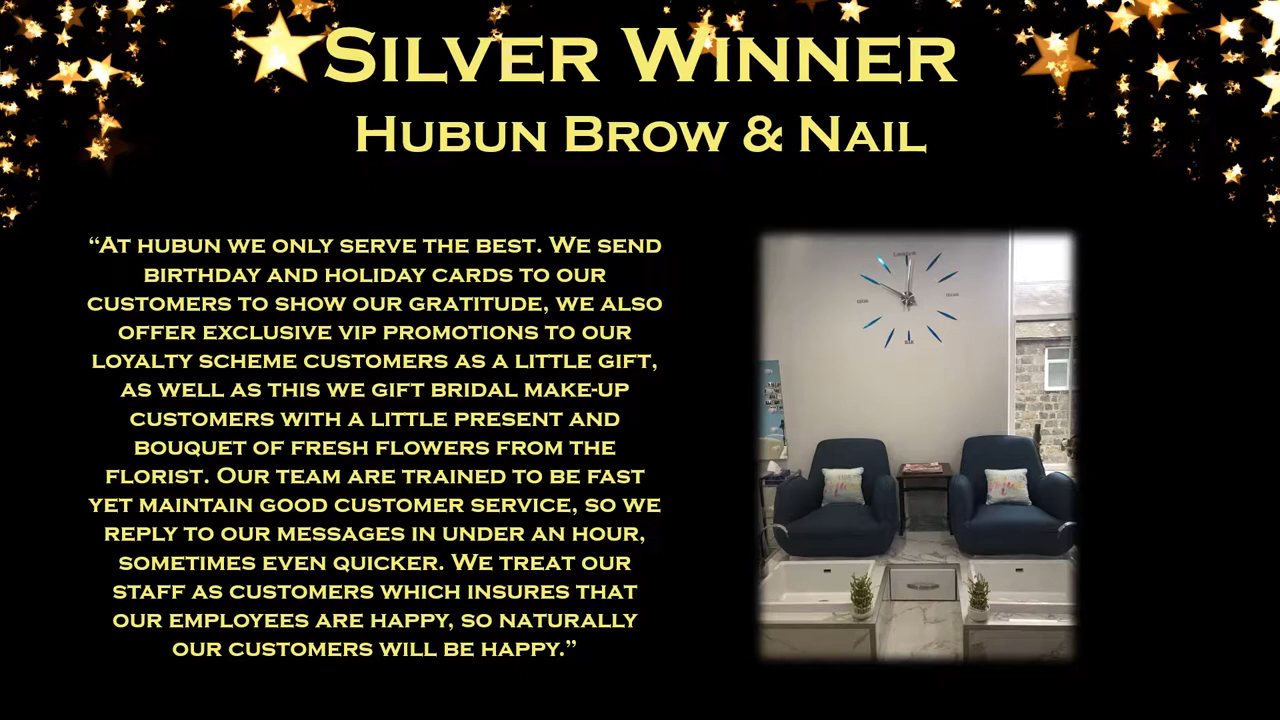 SILVER WINNER
HUBUN BROW & NAIL
“AT HUBUN WE ONLY SERVE THE BEST. WE SEND
BIRTHDAY AND HOLIDAY CARDS TO OUR
CUSTOMERS TO SHOW OUR GRATITUDE, WE ALSO
OFFER EXCLUSIVE VIP PROMOTIONS TO OUR
LOYALTY SCHEME CUSTOMERS AS A LITTLE GIFT,
AS WELL AS THIS WE GIFT BRIDAL MAKE-UP
CUSTOMERS WITH A LITTLE PRESENT AND
BOUQUET OF FRESH FLOWERS FROM THE
FLORIST. OUR TEAM ARE TRAINED TO BE FAST
YET MAINTAIN GOOD CUSTOMER SERVICE, SO WE
REPLY TO OUR MESSAGES IN UNDER AN HOUR,
SOMETIMES EVEN QUICKER. WE TREAT OUR
STAFF AS CUSTOMERS WHICH INSURES THAT
OUR EMPLOYEES ARE HAPPY, SO NATURALLY
OUR CUSTOMERS WILL BE HAPPY.”